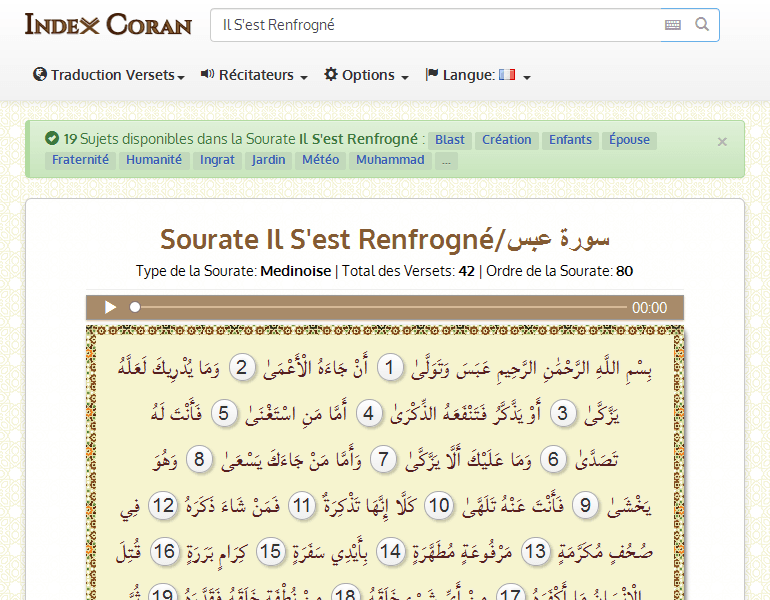 Index Coran
Il S'est Renfrogné
Traduction Versets Récitateurs Options Langue:
19 Sujets disponibles dans la Sourate Il S'est Renfrogné : Blast Création Enfants Épouse ×
Fraternité Humanité Ingrat Jardin Météo Muhammad ...
Sourate Il S'est Renfrogné/سورة عبس
Type de la Sourate: Medinoise | Total des Versets: 42 | Ordre de la Sourate: 80
00:00
بِسْمِ اللَّهِ الرَّحْمَٰنِ الرَّحِيمِ عَبَسَ وَتَوَلَّىٰ 1 أَنْ جَاءَهُ الْأَعْمَىٰ 2 وَمَا يُدْرِيكَ لَعَلَّهُ
يَزَّكَّىٰ 3 أَوْ يَذَّكَّرُ فَتَنْفَعَهُ الذِّكْرَىٰ 4 أَمَّا مَنِ اسْتَغْنَىٰ 5 فَأَنْتَ لَهُ
تَصَدَّىٰ 6 وَمَا عَلَيْكَ أَلَّا يَزَّكَّىٰ 7 وَأَمَّا مَنْ جَاءَكَ يَسْعَىٰ 8 وَهُوَ
يَخْشَىٰ 9 فَأَنْتَ عَنْهُ تَلَهَّىٰ 10 كَلَّا إِنَّهَا تَذْكِرَةٌ 11 فَمَنْ شَاءَ ذَكَرَهُ 12 فِي
صُحُفٍ مُكَرَّمَةٍ 13 مَرْفُوعَةٍ مُطَهَّرَةٍ 14 بِأَيْدِي سَفَرَةٍ 15 كِرَامٍ بَرَرَةٍ 16 قُتِلَ
الْإِنْسَانُ مَا أَكْفَرَهُ 17 مِنْ أَيِّ شَيْءٍ خَلَقَهُ 18 مِنْ نُطْفَةٍ خَلَقَهُ فَقَدَّرَهُ 19 ثُمَّ